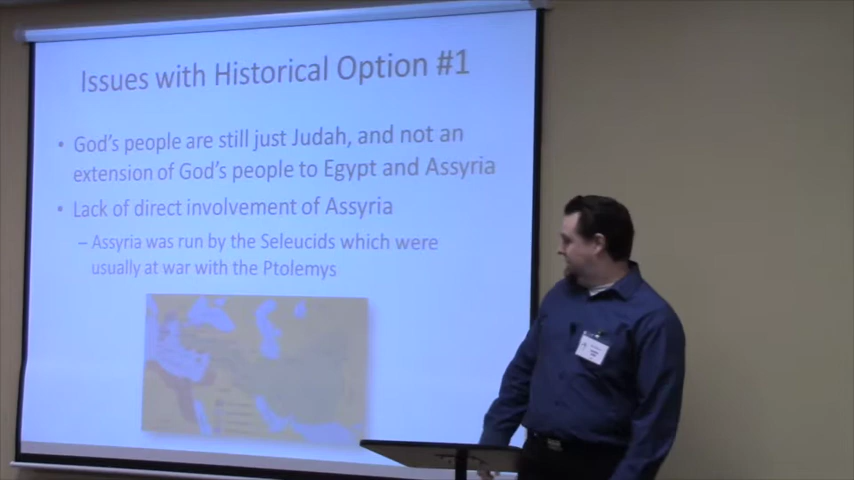 Issues with Historical Option #1
• God's people are still just Judah, and not an
extension of God's people to Egypt and Assyria
• Lack of direct involvement of Assyria
– Assyria was run by the Seleucids which were
usually at war with the Ptolemys